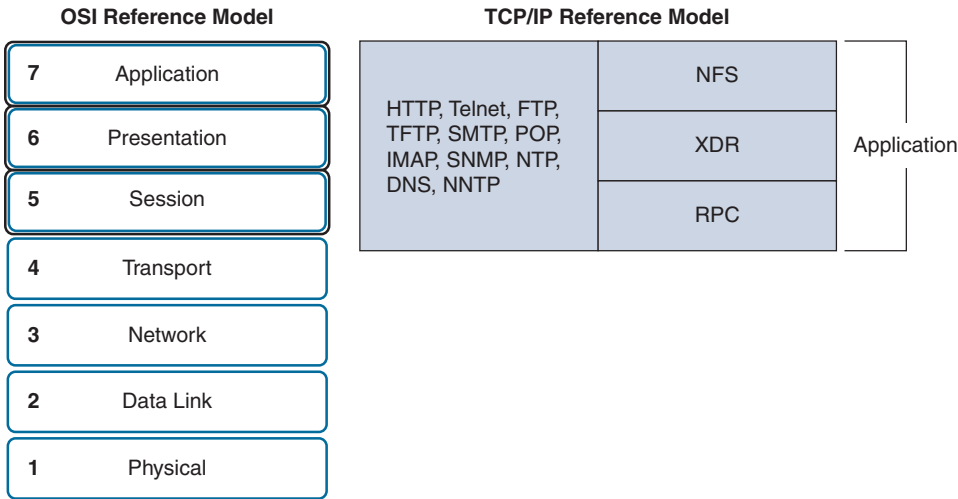 OSI Reference Model
TCP/IP Reference Model
7 Application
6 Presentation
5 Session
4 Transport
3 Network
2 Data Link
1 Physical
HTTP, Telnet, FTP,
TFTP, SMTP, POP,
IMAP, SNMP, NTP,
DNS, NNTP
NFS
XDR
RPC
Application